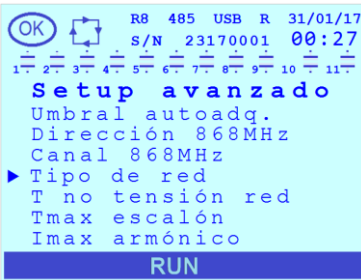 OK R8 485 USB R 31/01/17
S/N 23170001 00:27
1 2 3 4 5 6 7 8 9 10 11
Setup avanzado
Umbral autoadq.
Dirección 868MHz
Canal 868MHz
Tipo de red
T no tensión red
Tmax escalón
Imax armónico
RUN